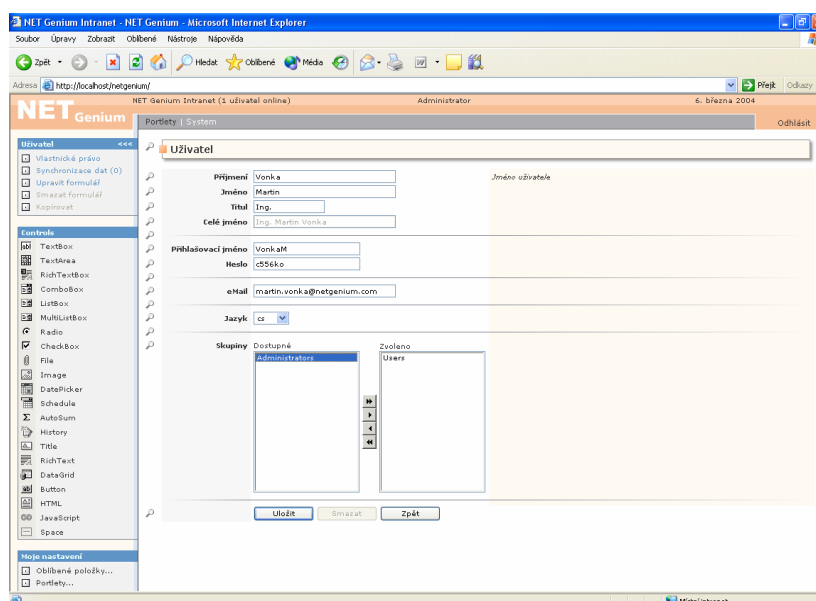 NET Genium Intranet - NET Genium - Microsoft Internet Explorer
Soubor Úpravy Zobrazit Oblíbené Nástroje Nápověda
Zpět Hledat Oblíbené Média
Adresa http://localhost/netgenium/ Přejít Odkazy
NET Genium
NET Genium Intranet (1 uživatel online) Administrator 6. března 2004
Portlety | System Odhlásit
Uživatel <<<
Vlastnické právo
Synchronizace dat (0)
Upravit formulář
Smazat formulář
Kopírovat
Controls
TextBox
TextArea
RichTextBox
ComboBox
ListBox
MultiListBox
Radio
CheckBox
File
Image
DatePicker
Schedule
AutoSum
History
Title
RichText
DataGrid
Button
HTML
JavaScript
Space
Moje nastavení
Oblíbené položky...
Portlety...
Uživatel
Příjmení Vonka Jméno uživatele
Jméno Martin
Titul Ing.
Celé jméno Ing. Martin Vonka
Přihlašovací jméno VonkaM
Heslo c556ko
eMail martin.vonka@netgenium.com
Jazyk cs
Skupiny Dostupné Zvoleno
Administrators Users
Uložit Smazat Zpět
Místní intranet